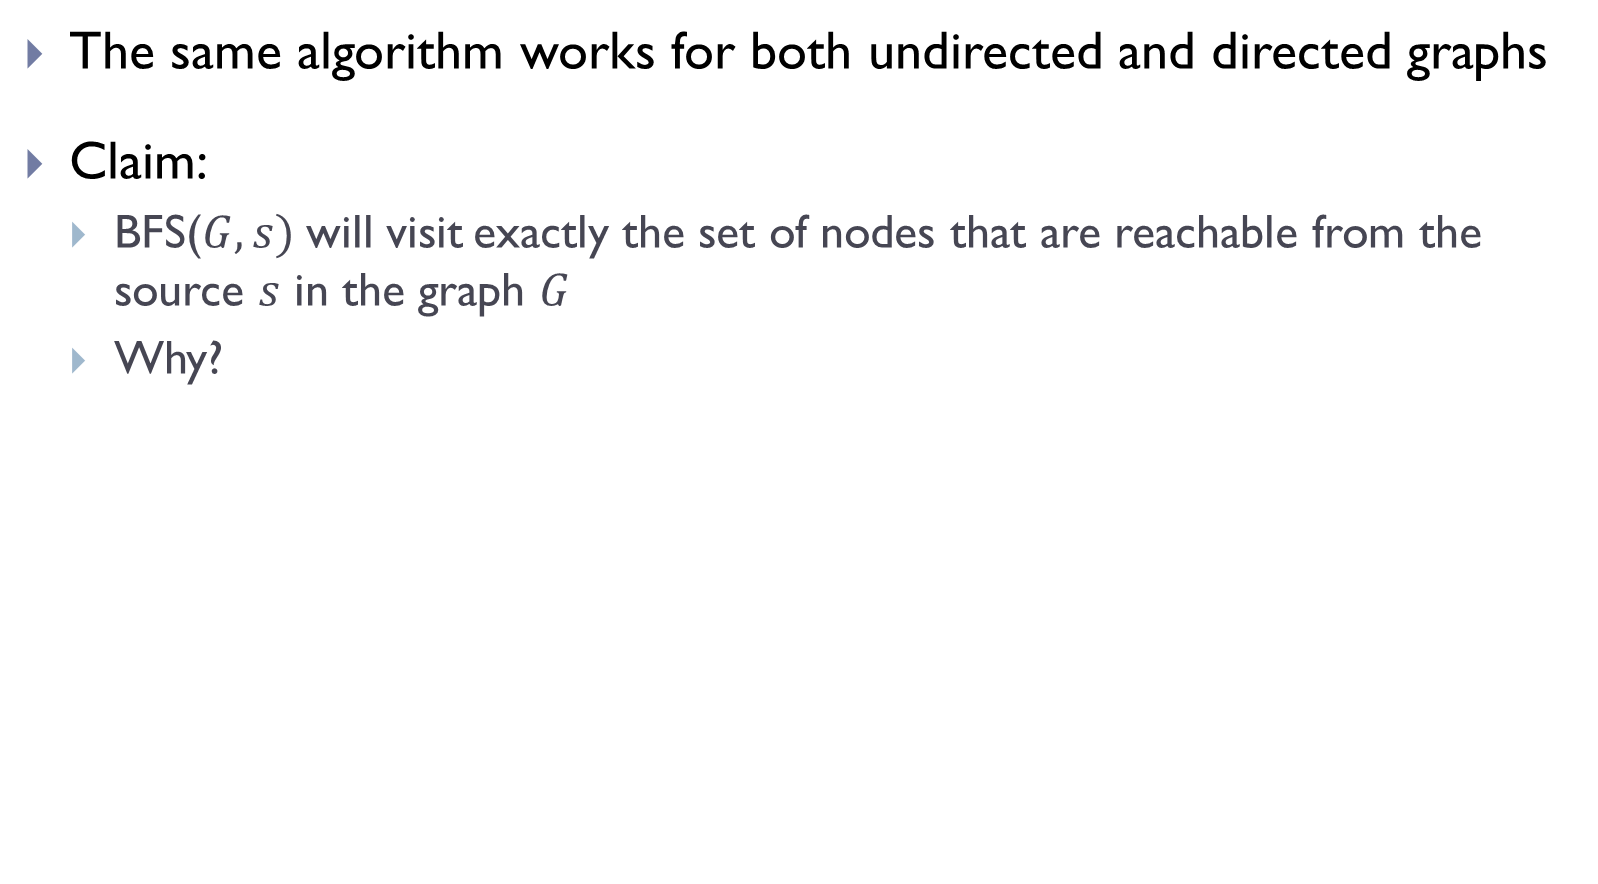 The same algorithm works for both undirected and directed graphs
Claim:
BFS(G, s) will visit exactly the set of nodes that are reachable from the
source s in the graph G
Why?